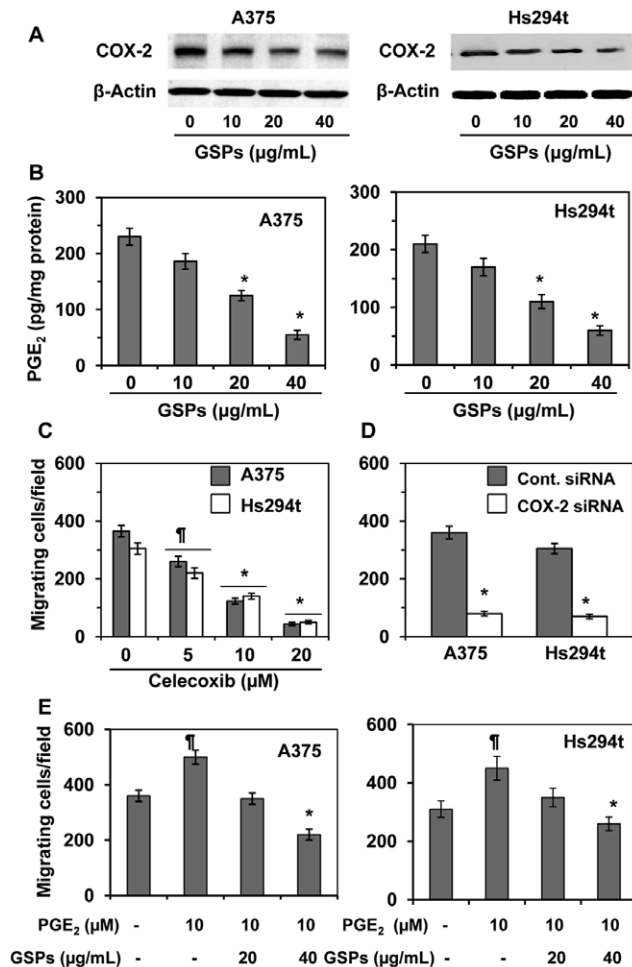 A375
Hs294t
A
COX-2
COX-2
β-Actin
β-Actin
0 10 20 40
0 10 20 40
GSPs (µg/mL)
GSPs (µg/mL)
B
PGE2 (pg/mg protein)
300
200
100
0
A375
*
*
0 10 20 40
GSPs (µg/mL)
300
200
100
0
Hs294t
*
*
0 10 20 40
GSPs (µg/mL)
C
Migrating cells/field
600
400
200
0
A375
Hs294t
¶
*
*
0 5 10 20
Celecoxib (µM)
D
600
400
200
0
Cont. siRNA
COX-2 siRNA
*
*
A375 Hs294t
E
Migrating cells/field
600
400
200
0
A375
¶
*
PGE2 (µM) - 10 10 10
GSPs (µg/mL) - - 20 40
600
400
200
0
Hs294t
¶
*
PGE2 (µM) - 10 10 10
GSPs (µg/mL) - - 20 40